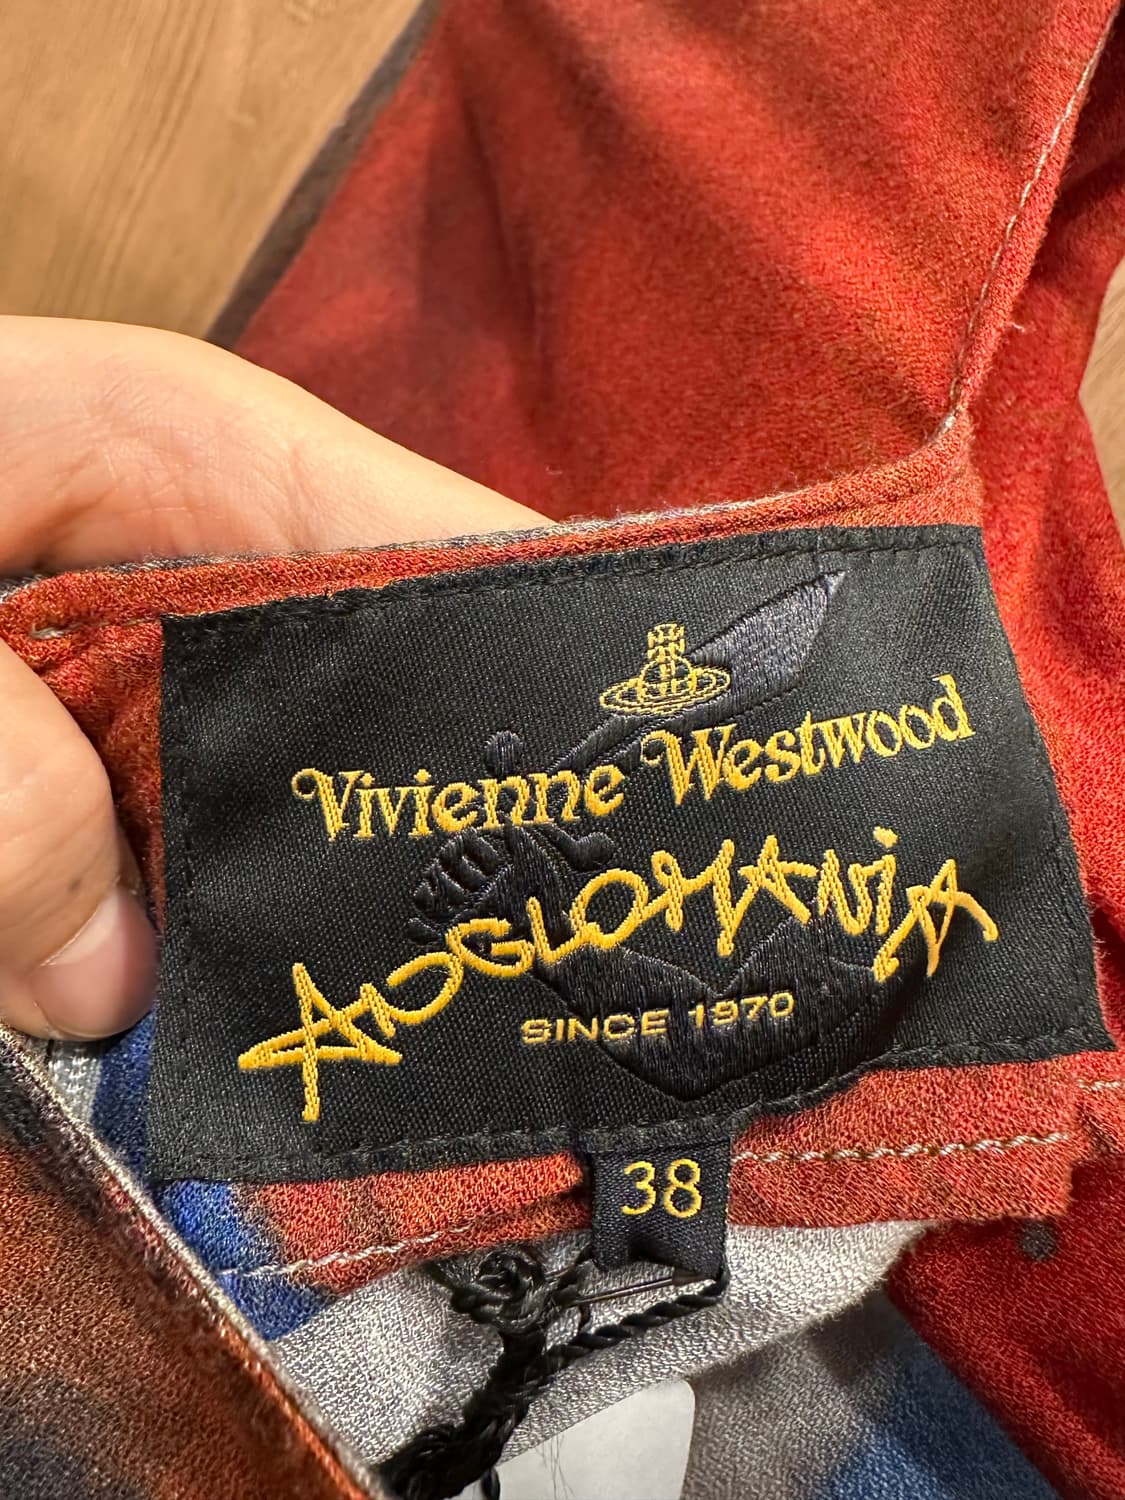 Vivienne Westwood
ANGLOMANIA
SINCE 1970
38